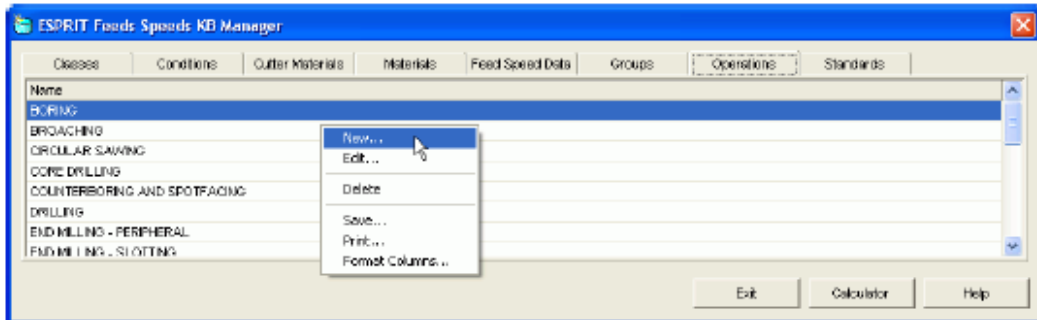 ESPRIT Feeds Speeds KB Manager
Classes Conditions Cutter Materials Materials Feed Speed Data Groups Operations Standards
Name
BORING
BROACHING
CIRCULAR SAWING
CORE DRILLING
COUNTERBORING AND SPOTFACING
DRILLING
END MILLING - PERIPHERAL
END MILLING - SLOTTING
New...
Edit...
Delete
Save...
Print...
Format Columns...
Exit Calculator Help